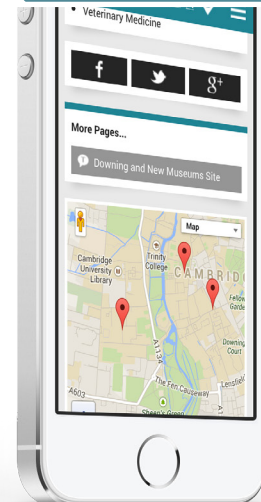 Veterinary Medicine
f
g+
More Pages...
Downing and New Museums Site
Map
Cambridge
University
Library
Trinity
College
CAMBRIDG
Fellow
Garde
Downing
Court
A1134
The Fen Causeway
Lensfiel
A603
Sheep's Green